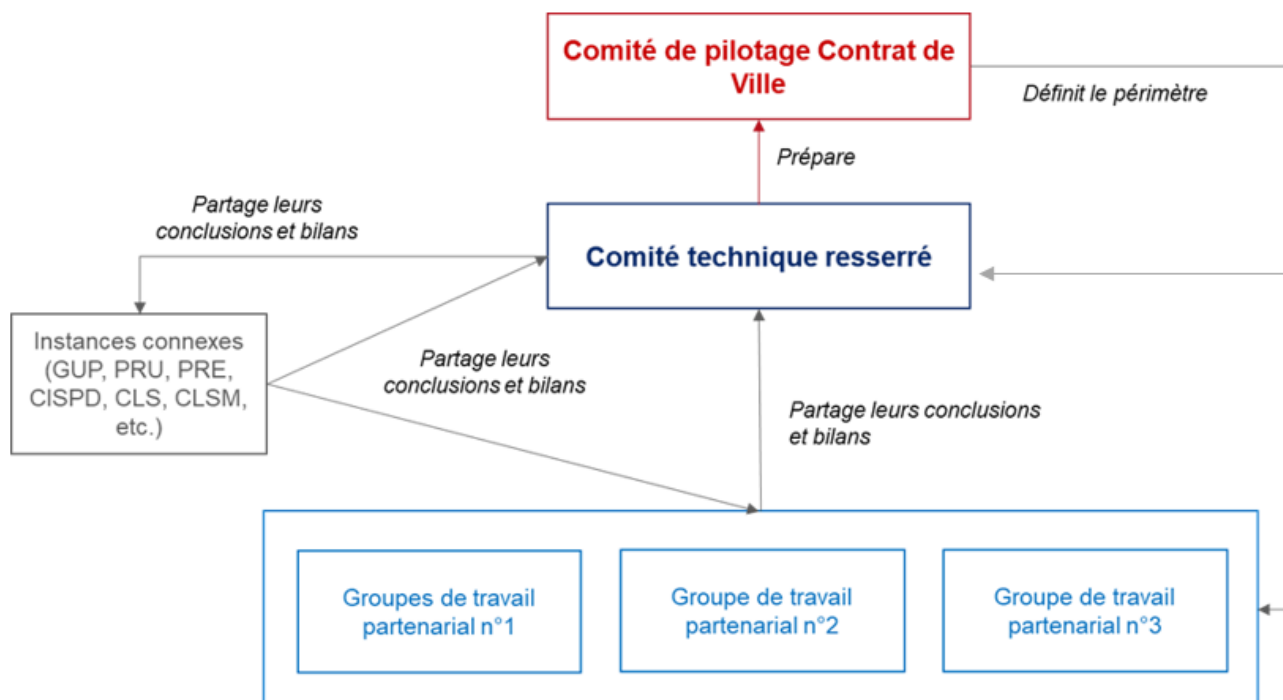 Comité de pilotage Contrat de
Ville
Définit le périmètre
Prépare
Partage leurs
conclusions et bilans
Comité technique resserré
Instances connexes
(GUP, PRU, PRE,
CISPD, CLS, CLSM,
etc.)
Partage leurs
conclusions et bilans
Partage leurs conclusions
et bilans
Groupes de travail
partenarial n°1
Groupe de travail
partenarial n°2
Groupe de travail
partenarial n°3